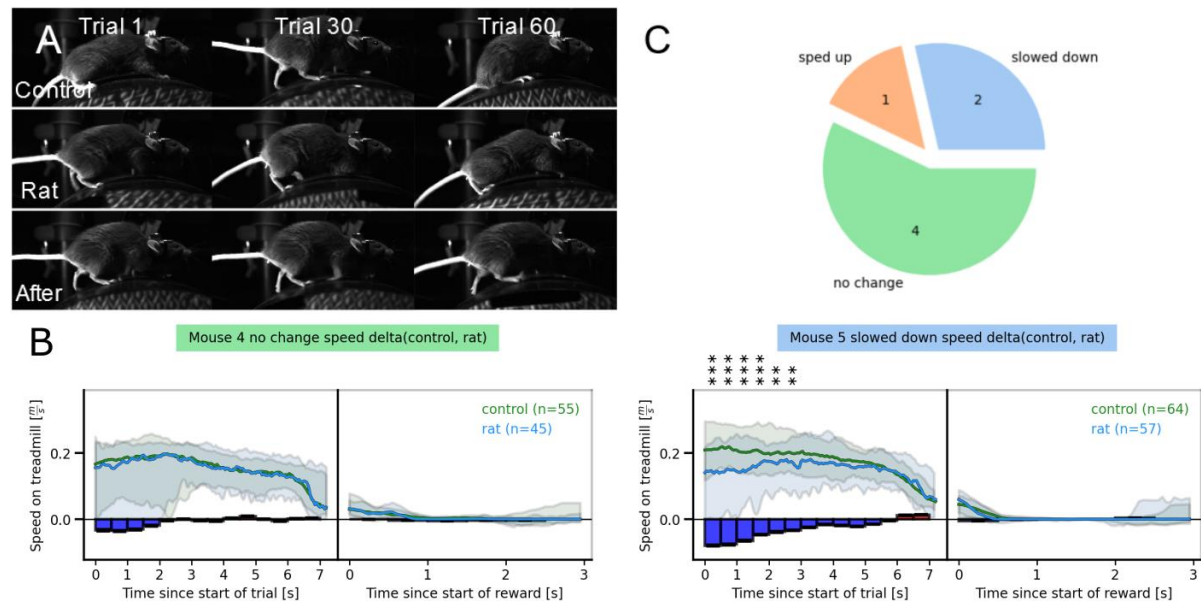 A
Trial 1
Trial 30
Trial 60
Control
Rat
After
C
sped up
slowed down
1
2
4
no change
B
Mouse 4 no change speed delta(control, rat)
Speed on treadmill [m/s]
0.2
0.0
control (n=55)
rat (n=45)
0 1 2 3 4 5 6 7
0 1 2 3
Time since start of trial [s]
Time since start of reward [s]
Mouse 5 slowed down speed delta(control, rat)
* * * *
* * * * * *
* * * * * *
Speed on treadmill [m/s]
0.2
0.0
control (n=64)
rat (n=57)
0 1 2 3 4 5 6 7
0 1 2 3
Time since start of trial [s]
Time since start of reward [s]